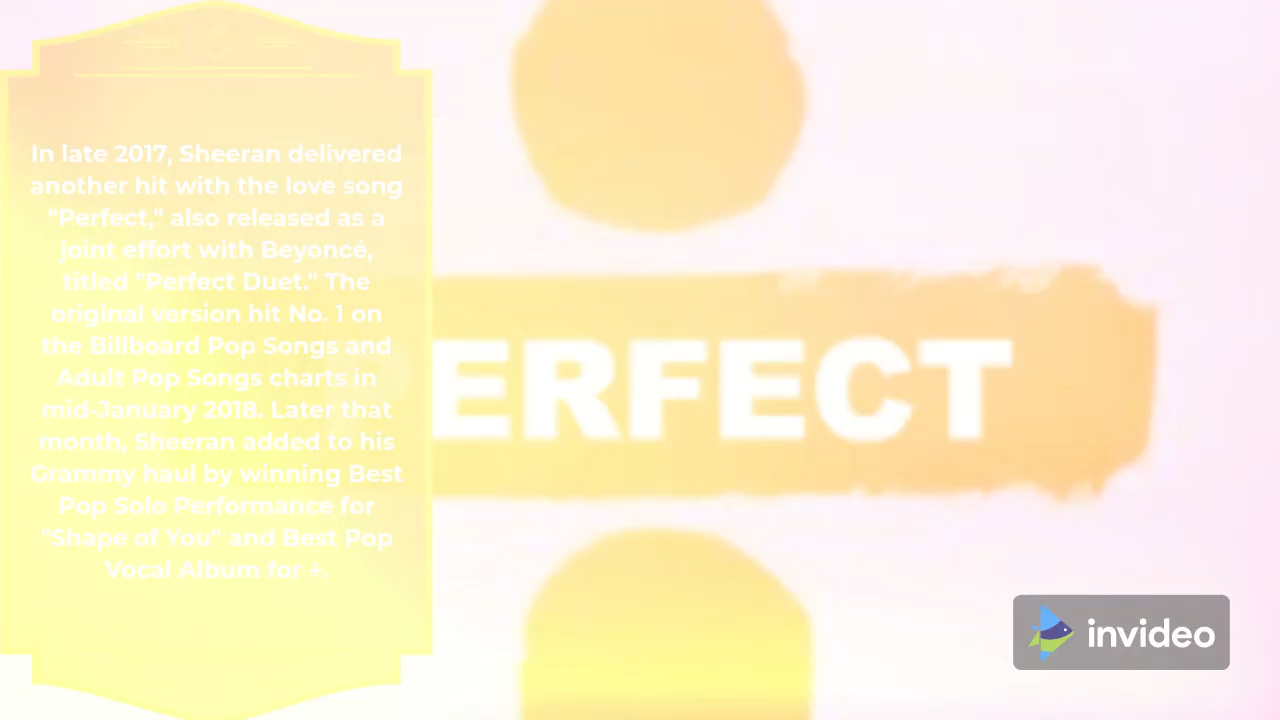 In late 2017, Sheeran delivered
another hit with the love song
"Perfect," also released as a
joint effort with Beyoncé,
titled "Perfect Duet." The
original version hit No. 1 on
the Billboard Pop Songs and
Adult Pop Songs charts in
mid-January 2018. Later that
month, Sheeran added to his
Grammy haul by winning Best
Pop Solo Performance for
"Shape of You" and Best Pop
Vocal Album for ÷.
ERFECT
invideo